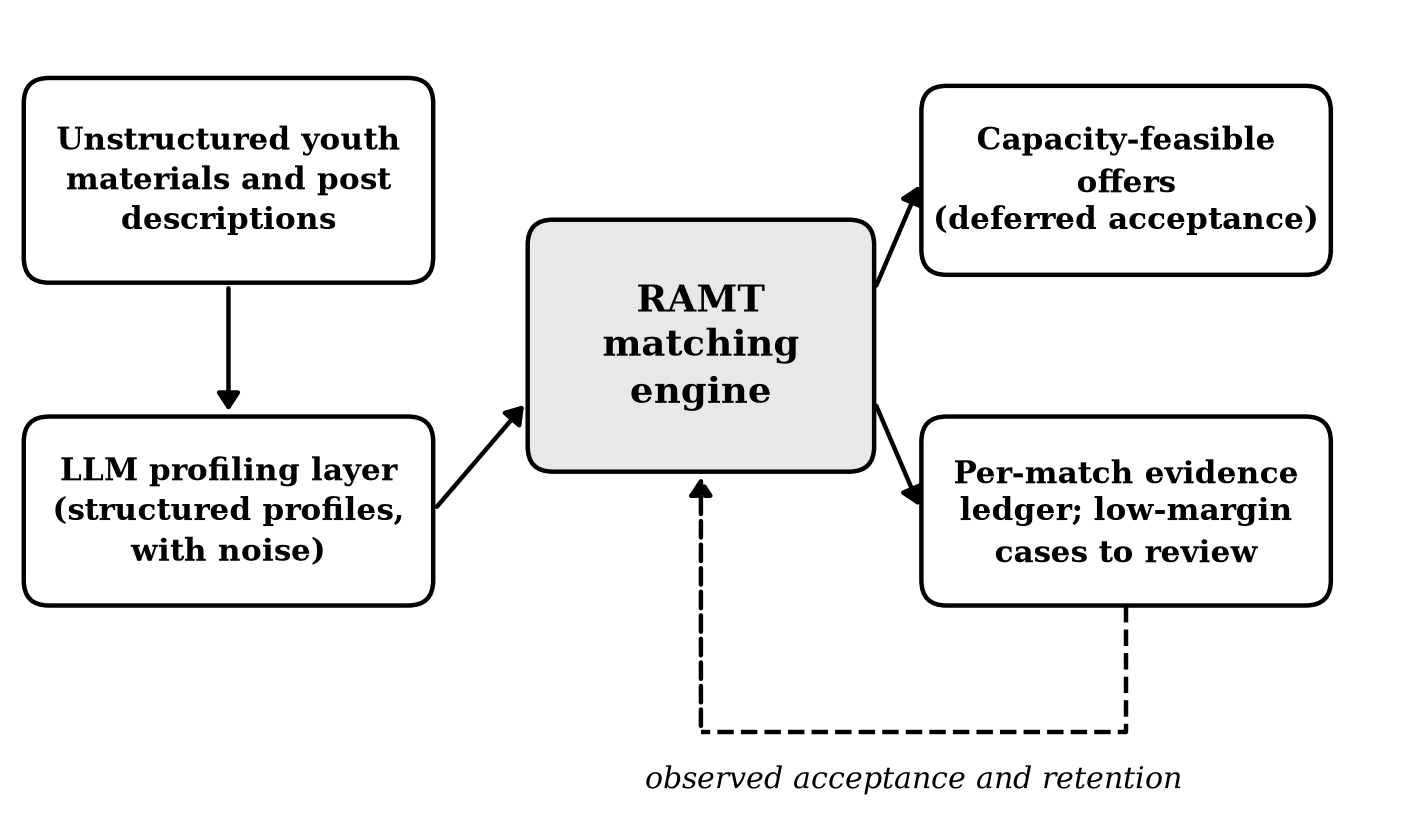 Unstructured youth
materials and post
descriptions
LLM profiling layer
(structured profiles,
with noise)
RAMT
matching
engine
Capacity-feasible
offers
(deferred acceptance)
Per-match evidence
ledger; low-margin
cases to review
observed acceptance and retention